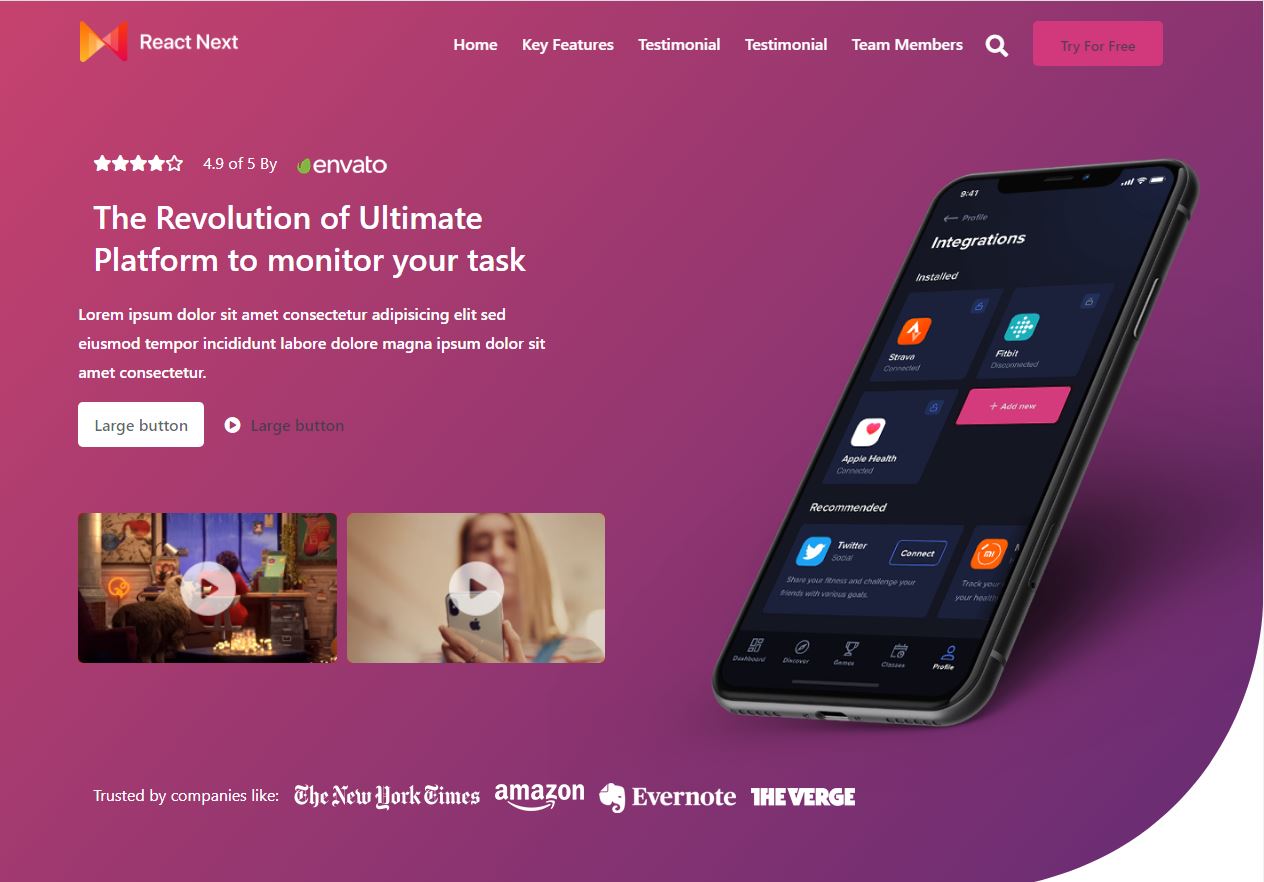 React Next
Home Key Features Testimonial Testimonial Team Members Try For Free
4.9 of 5 By envato
The Revolution of Ultimate
Platform to monitor your task
Lorem ipsum dolor sit amet consectetur adipisicing elit sed
eiusmod tempor incididunt labore dolore magna ipsum dolor sit
amet consectetur.
Large button Large button
9:41
Profile
Integrations
Installed
Strava
Connected
Fitbit
Disconnected
+ Add new
Apple Health
Connected
Recommended
Twitter
Social
Connect
Share your fitness and challenge your
friends with various goals.
Track your
your health
Dashboard Discover Games Classes Profile
Trusted by companies like: The New York Times amazon Evernote THE VERGE